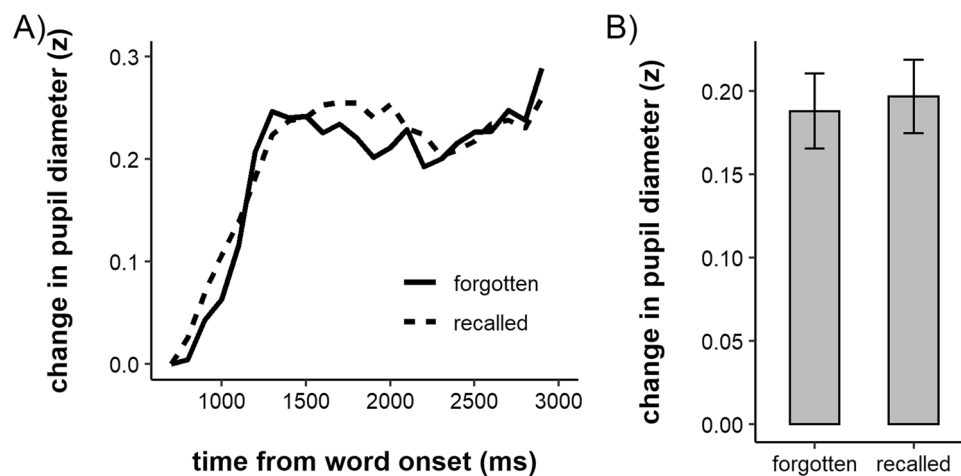 A)
change in pupil diameter (z)
0.3
0.2
0.1
0.0
forgotten
recalled
1000 1500 2000 2500 3000
time from word onset (ms)
B)
change in pupil diameter (z)
0.20
0.15
0.10
0.05
0.00
forgotten recalled